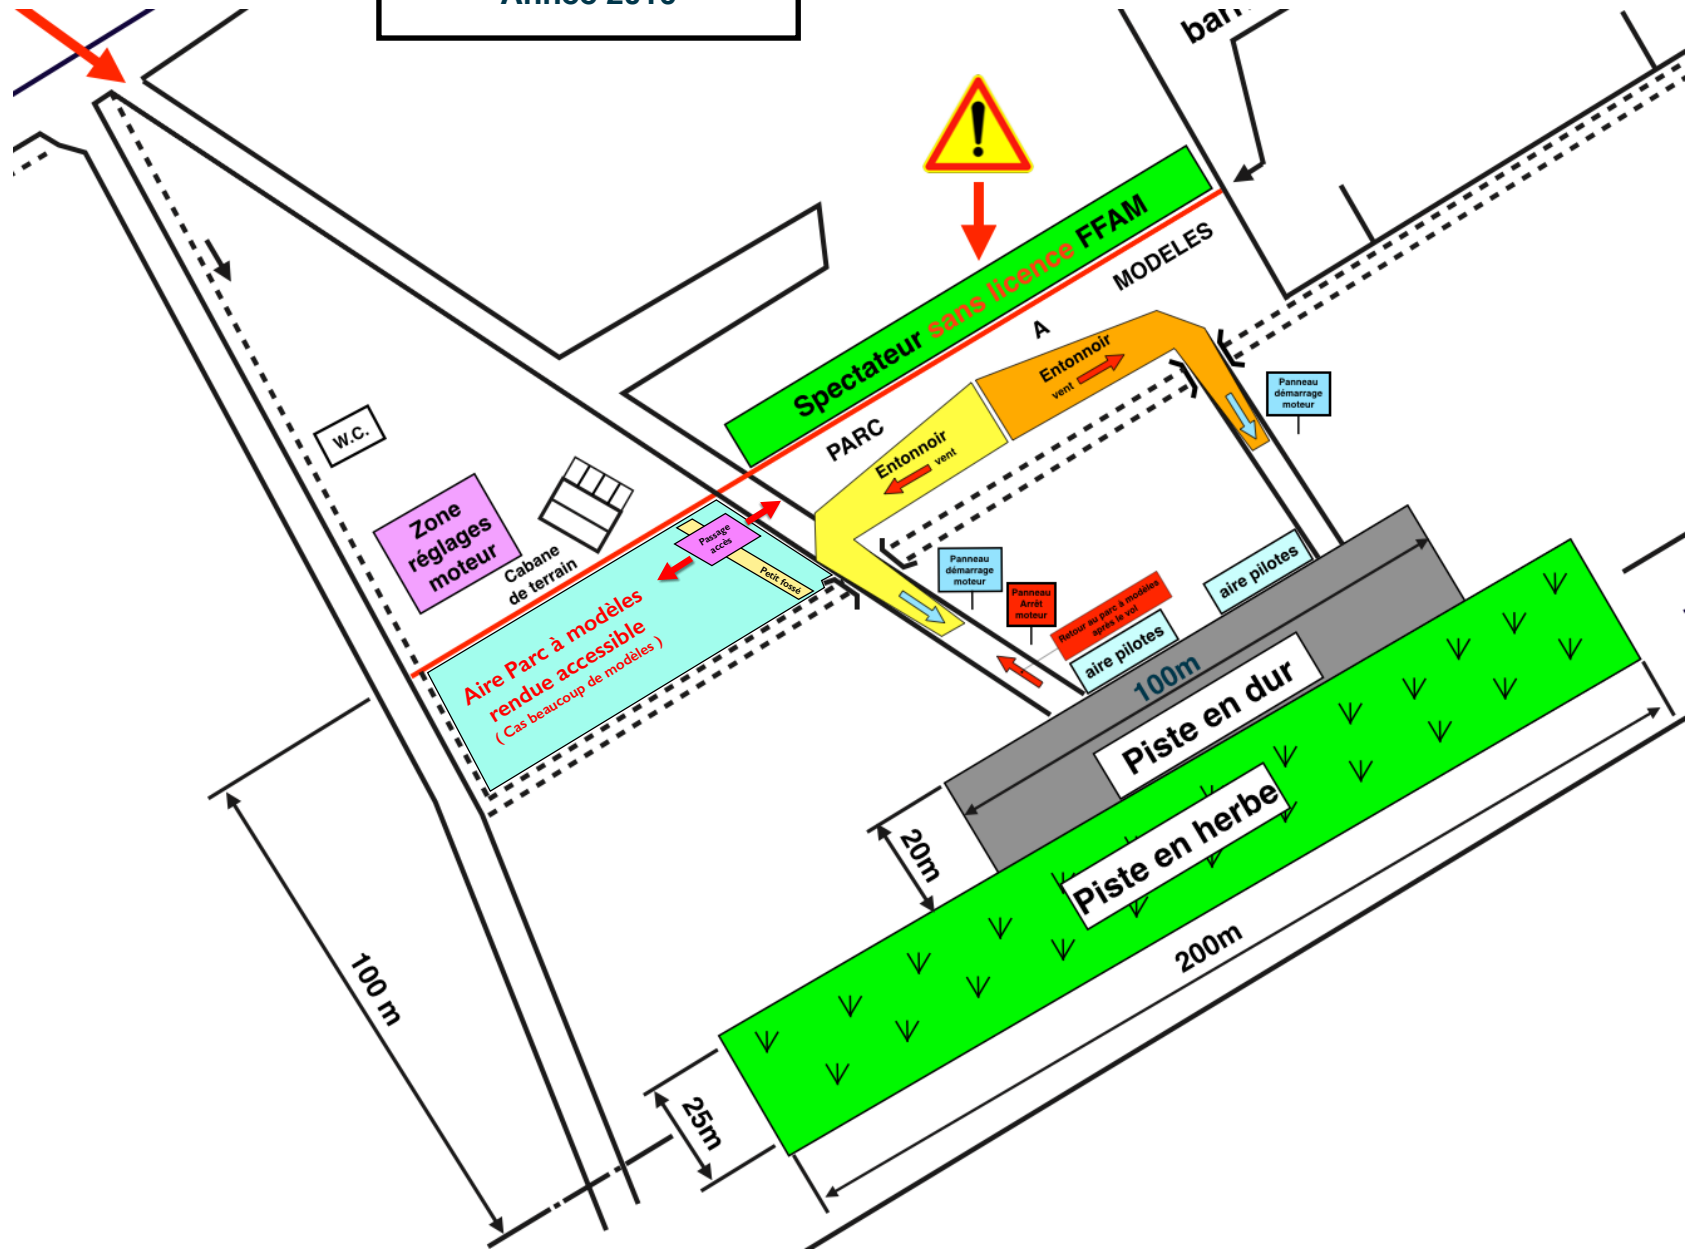 Spectateur sans licence FFAM
MODELES
A
PARC
Entonnoir
vent
Entonnoir
vent
Panneau
démarrage
moteur
W.C.
Zone
réglages
moteur
Cabane
de terrain
Passage
accès
Petit fossé
Aire Parc à modèles
rendue accessible
( Cas beaucoup de modèles )
Panneau
démarrage
moteur
Panneau
Arrêt
moteur
Retour au parc à modèles
après le vol
aire pilotes
aire pilotes
100m
Piste en dur
Piste en herbe
20m
200m
100 m
25m